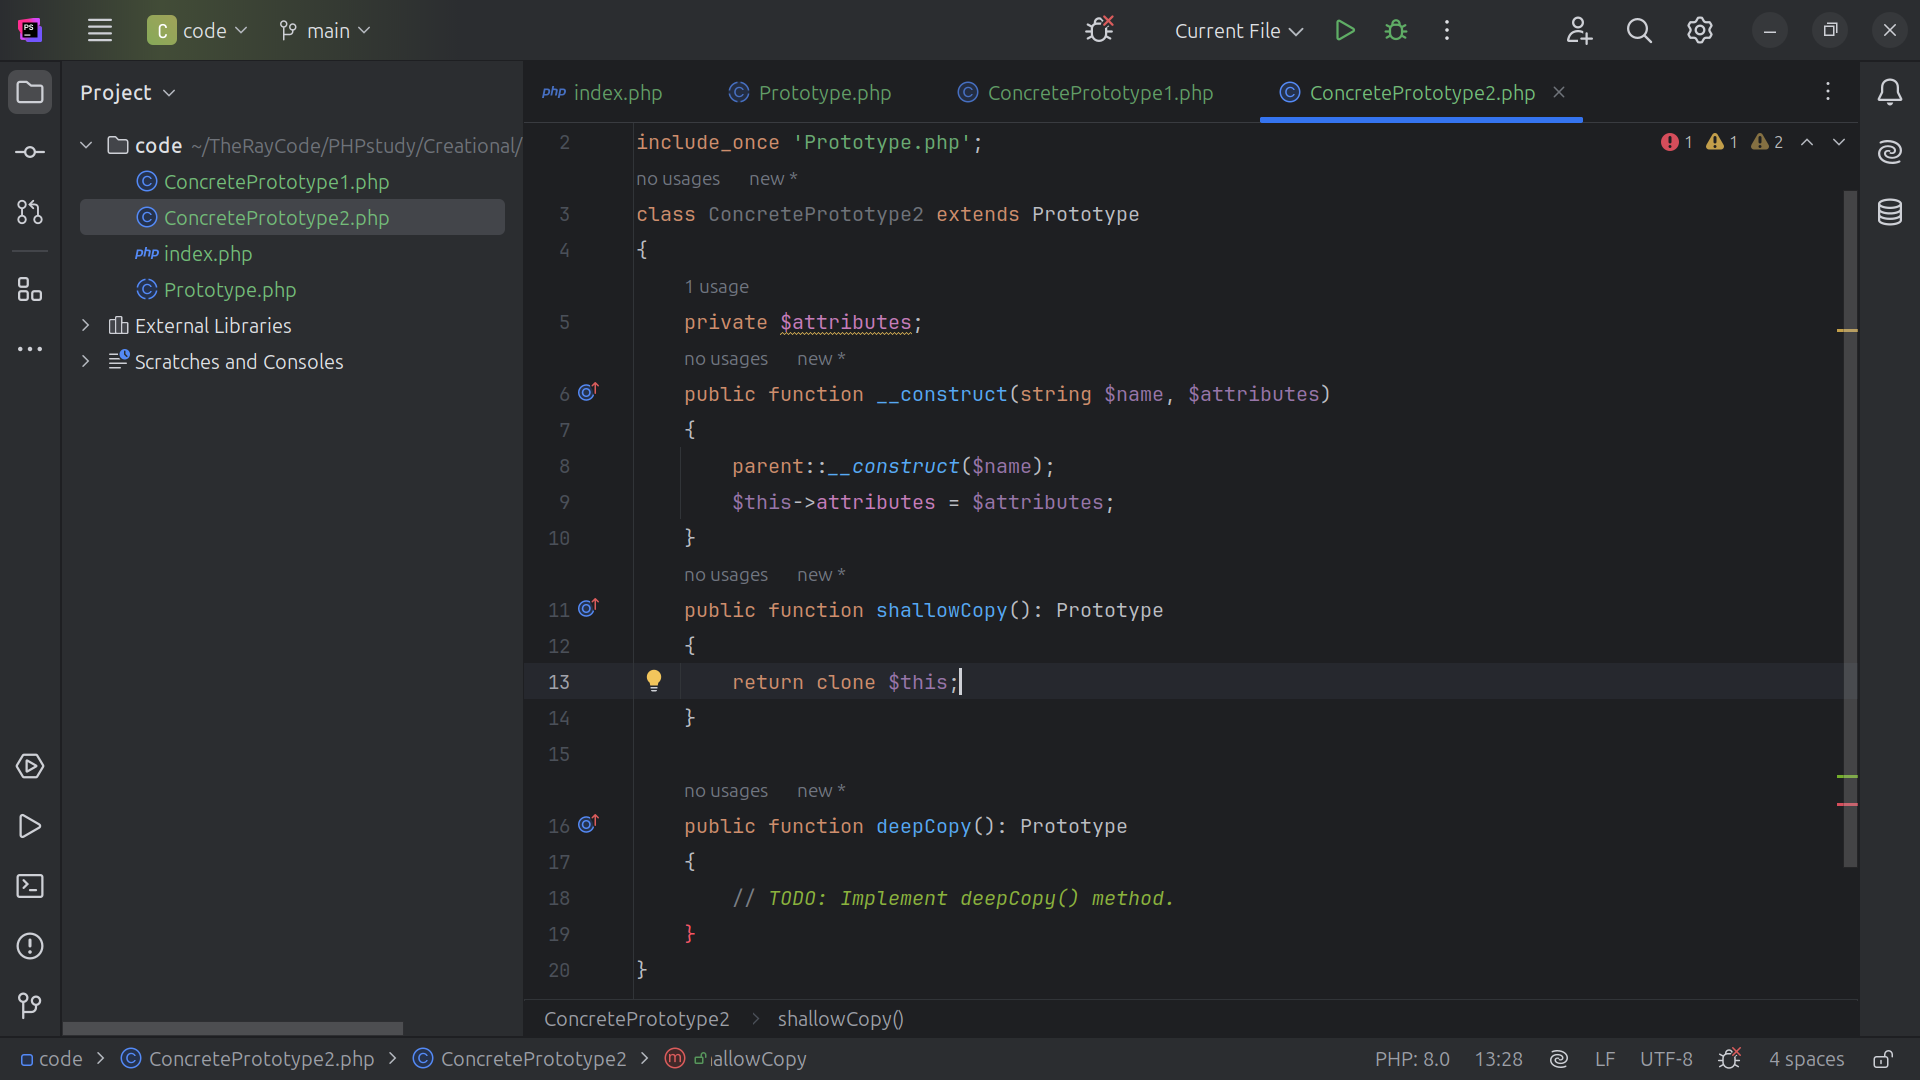 PS
C code
main
Current File
Project
php index.php
C Prototype.php
C ConcretePrototype1.php
C ConcretePrototype2.php
code ~/TheRayCode/PHPstudy/Creational/
C ConcretePrototype1.php
C ConcretePrototype2.php
php index.php
C Prototype.php
External Libraries
Scratches and Consoles
1 1 2
2 include_once 'Prototype.php';
no usages new *
3 class ConcretePrototype2 extends Prototype
4 {
1 usage
5 private $attributes;
no usages new *
6 public function __construct(string $name, $attributes)
7 {
8 parent::__construct($name);
9 $this->attributes = $attributes;
10 }
no usages new *
11 public function shallowCopy(): Prototype
12 {
13 return clone $this;
14 }
15
no usages new *
16 public function deepCopy(): Prototype
17 {
18 // TODO: Implement deepCopy() method.
19 }
20 }
ConcretePrototype2 > shallowCopy()
code > C ConcretePrototype2.php > C ConcretePrototype2 > m allowCopy
PHP: 8.0 13:28 LF UTF-8 4 spaces